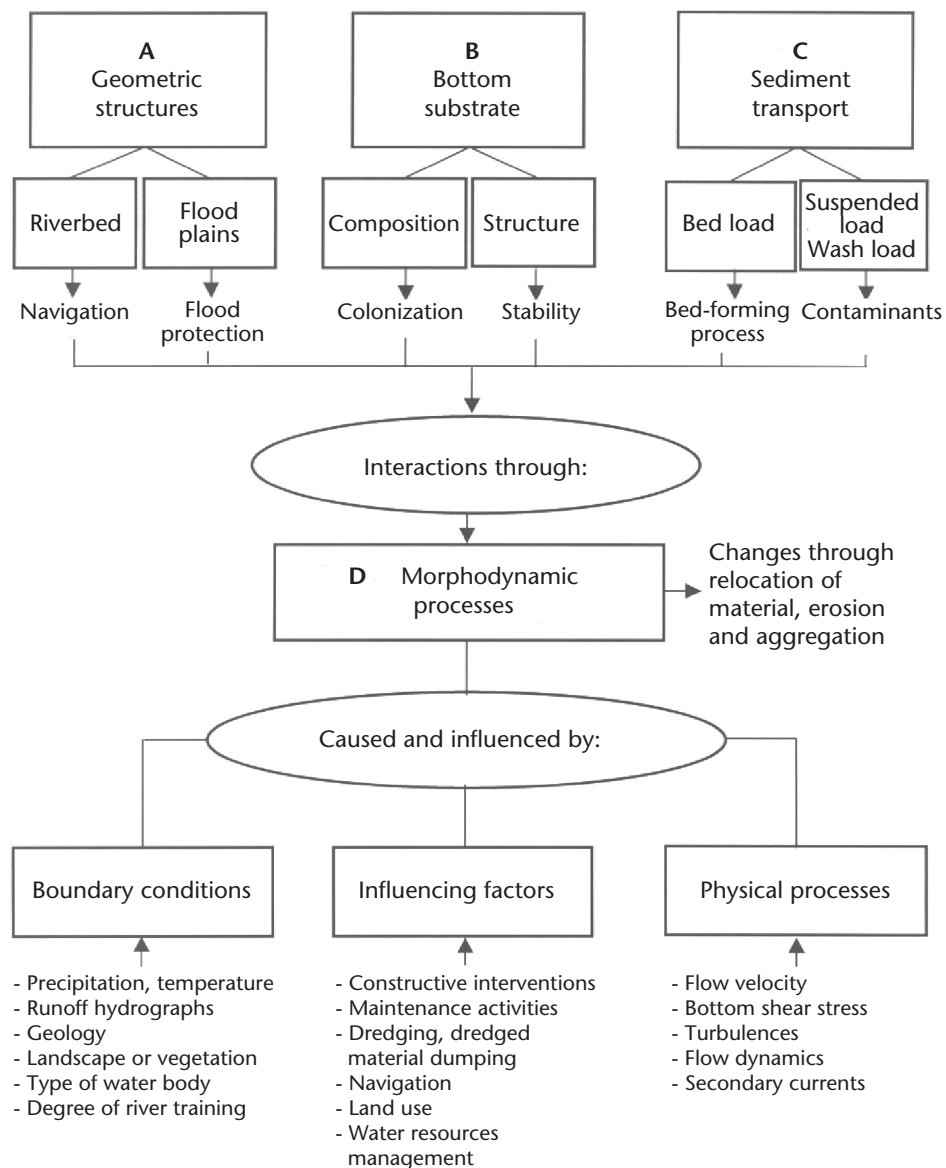 A
Geometric
structures
B
Bottom
substrate
C
Sediment
transport
Riverbed
Flood
plains
Composition
Structure
Bed load
Suspended
load
Wash load
Navigation
Flood
protection
Colonization
Stability
Bed-forming
process
Contaminants
Interactions through:
D Morphodynamic
processes
Changes through
relocation of
material, erosion
and aggregation
Caused and influenced by:
Boundary conditions
Influencing factors
Physical processes
- Precipitation, temperature
- Runoff hydrographs
- Geology
- Landscape or vegetation
- Type of water body
- Degree of river training
- Constructive interventions
- Maintenance activities
- Dredging, dredged
material dumping
- Navigation
- Land use
- Water resources
management
- Flow velocity
- Bottom shear stress
- Turbulences
- Flow dynamics
- Secondary currents